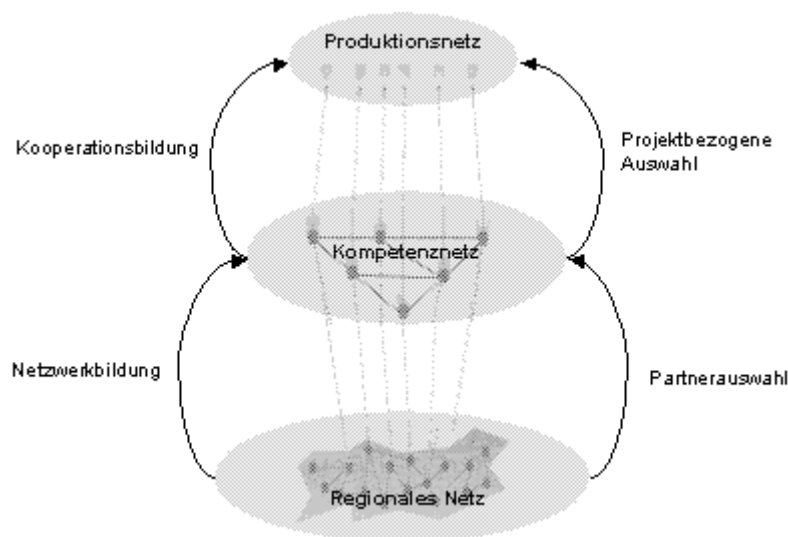 Produktionsnetz
Kooperationsbildung
Projektbezogene
Auswahl
Kompetenznetz
Netzwerkbildung
Partnerauswahl
Regionales Netz